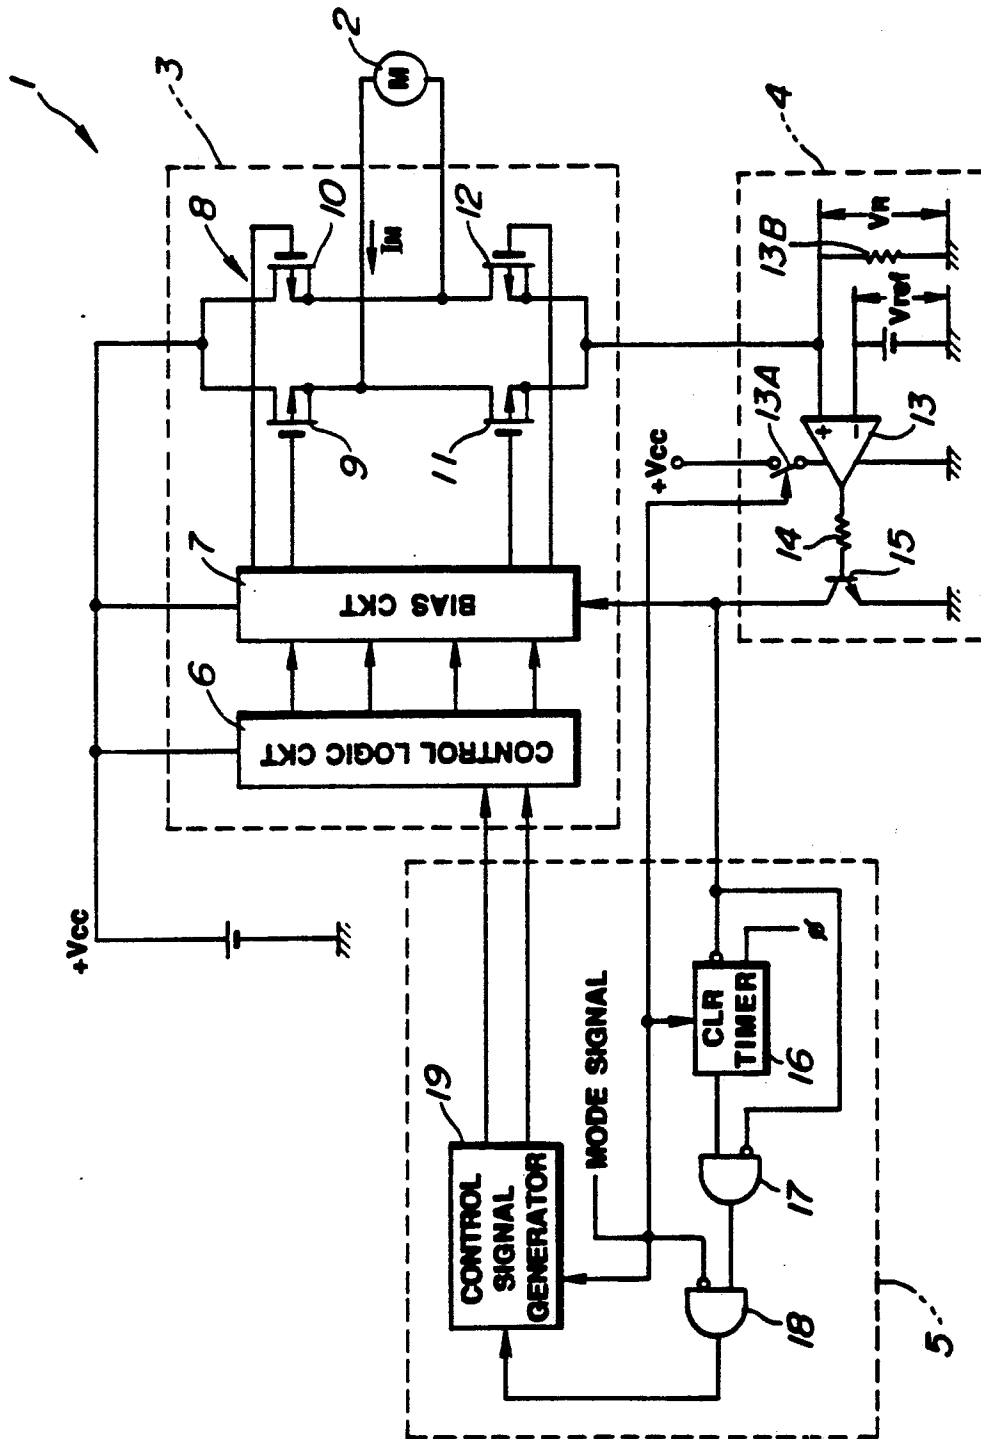 1
+Vcc
3
6
CONTROL LOGIC CKT
7
BIAS CKT
8
9
10
11
12
IM
2
M
19
CONTROL
SIGNAL
GENERATOR
MODE SIGNAL
CLR
TIMER
16
ø
17
18
5
4
+Vcc
13A
13
+
-
14
15
Vref
13B
VR